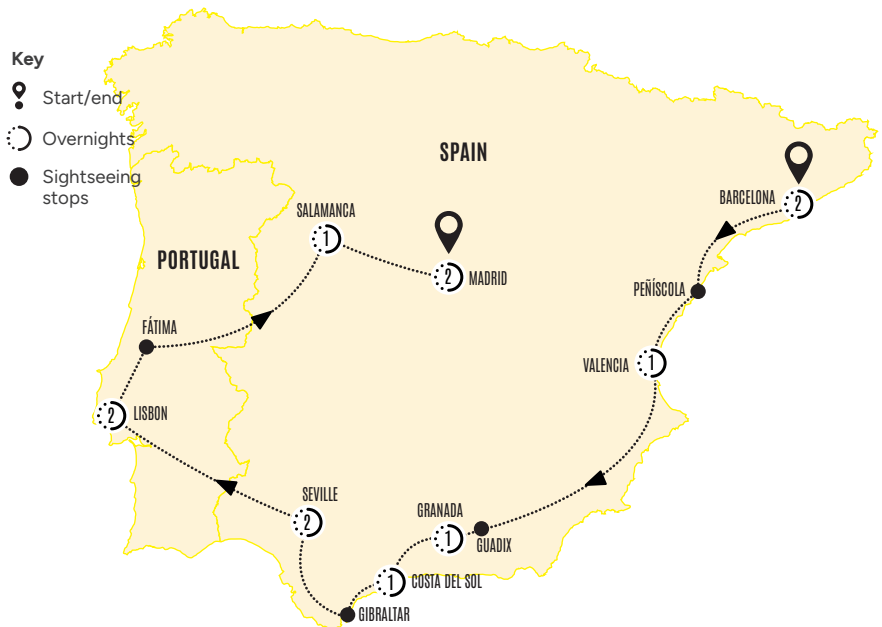 Key
Start/end
Overnights
Sightseeing
stops
SPAIN
PORTUGAL
BARCELONA
2
PEÑÍSCOLA
VALENCIA
1
GUADIX
GRANADA
1
COSTA DEL SOL
1
GIBRALTAR
SEVILLE
2
LISBON
2
FÁTIMA
SALAMANCA
1
MADRID
2